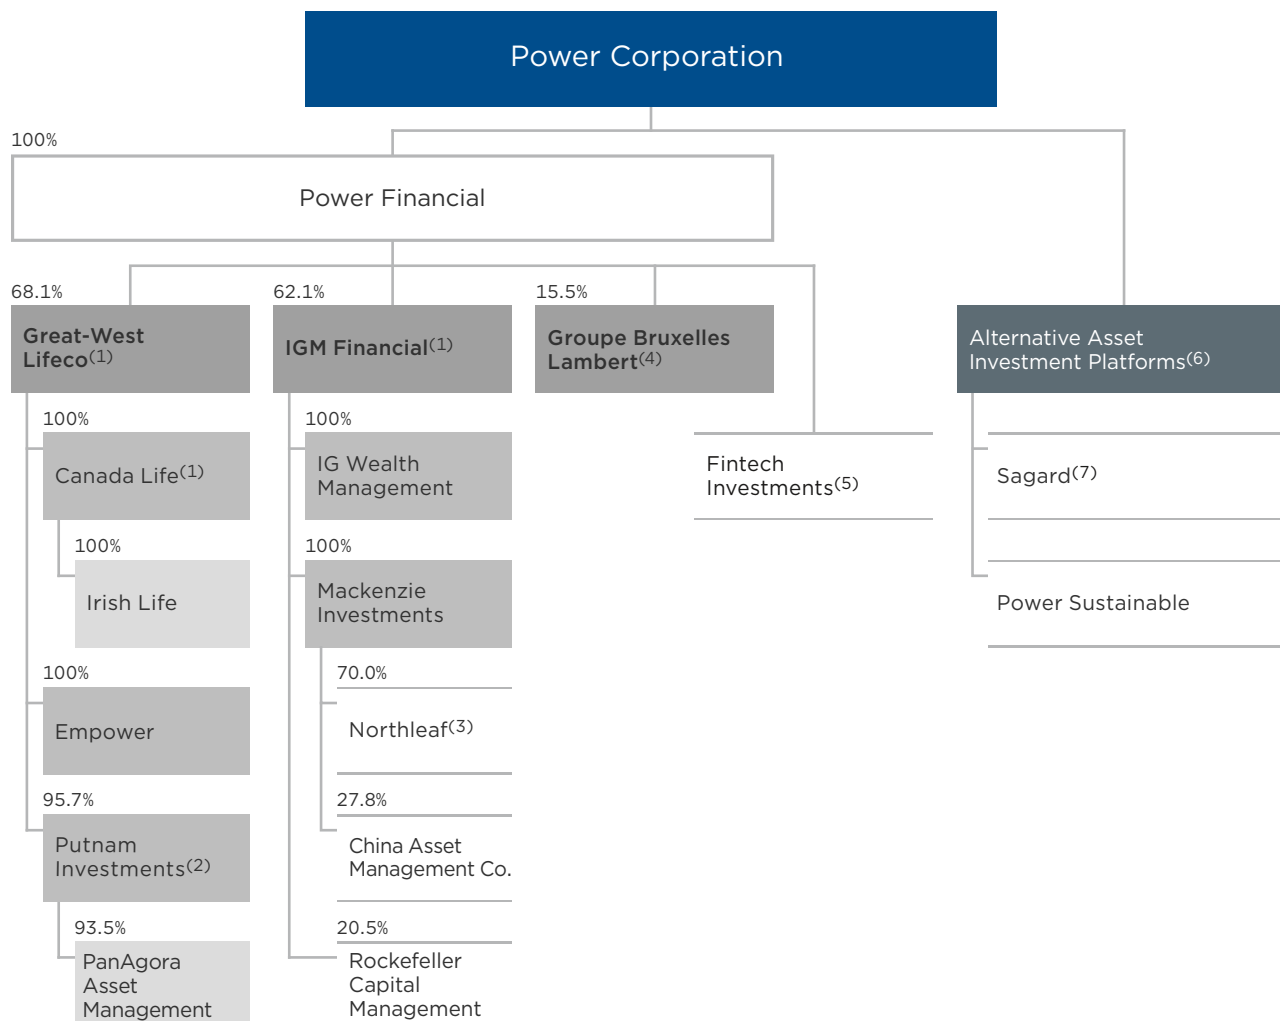 Power Corporation
100%
Power Financial
68.1%
Great-West
Lifeco(1)
100%
Canada Life(1)
100%
Irish Life
100%
Empower
95.7%
Putnam
Investments(2)
93.5%
PanAgora
Asset
Management
62.1%
IGM Financial(1)
100%
IG Wealth
Management
100%
Mackenzie
Investments
70.0%
Northleaf(3)
27.8%
China Asset
Management Co.
20.5%
Rockefeller
Capital
Management
15.5%
Groupe Bruxelles
Lambert(4)
Fintech
Investments(5)
Alternative Asset
Investment Platforms(6)
Sagard(7)
Power Sustainable